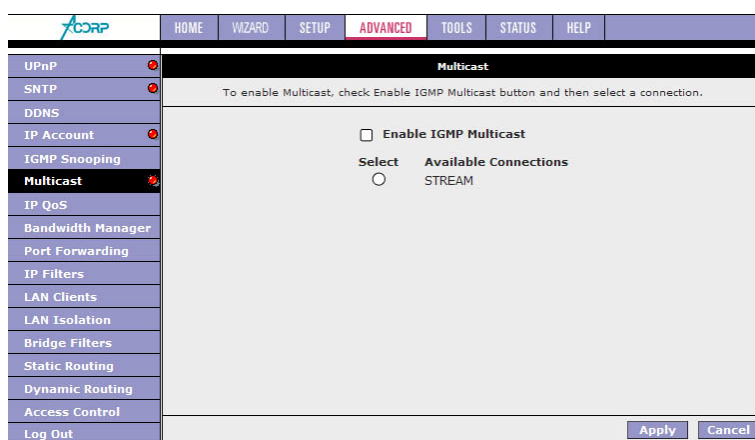 ACORP HOME WIZARD SETUP ADVANCED TOOLS STATUS HELP
UPnP
SNTP
DDNS
IP Account
IGMP Snooping
Multicast
IP QoS
Bandwidth Manager
Port Forwarding
IP Filters
LAN Clients
LAN Isolation
Bridge Filters
Static Routing
Dynamic Routing
Access Control
Log Out
Multicast
To enable Multicast, check Enable IGMP Multicast button and then select a connection.
Enable IGMP Multicast
Select Available Connections
STREAM
Apply Cancel